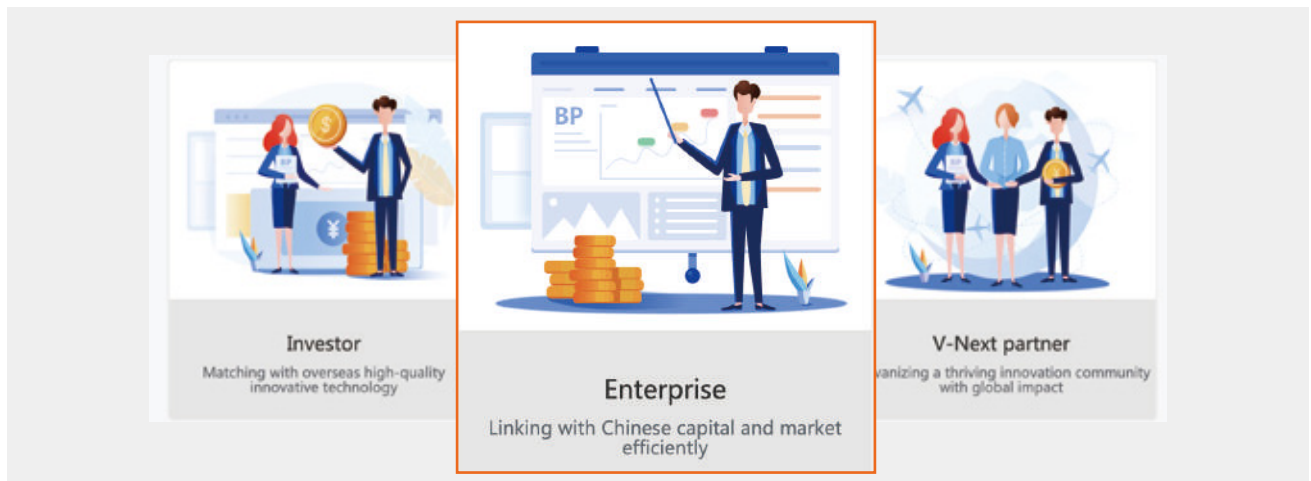 BP
$
¥
Investor
Matching with overseas high-quality
innovative technology
BP
Enterprise
Linking with Chinese capital and market
efficiently
BP
V-Next partner
vanizing a thriving innovation community
with global impact